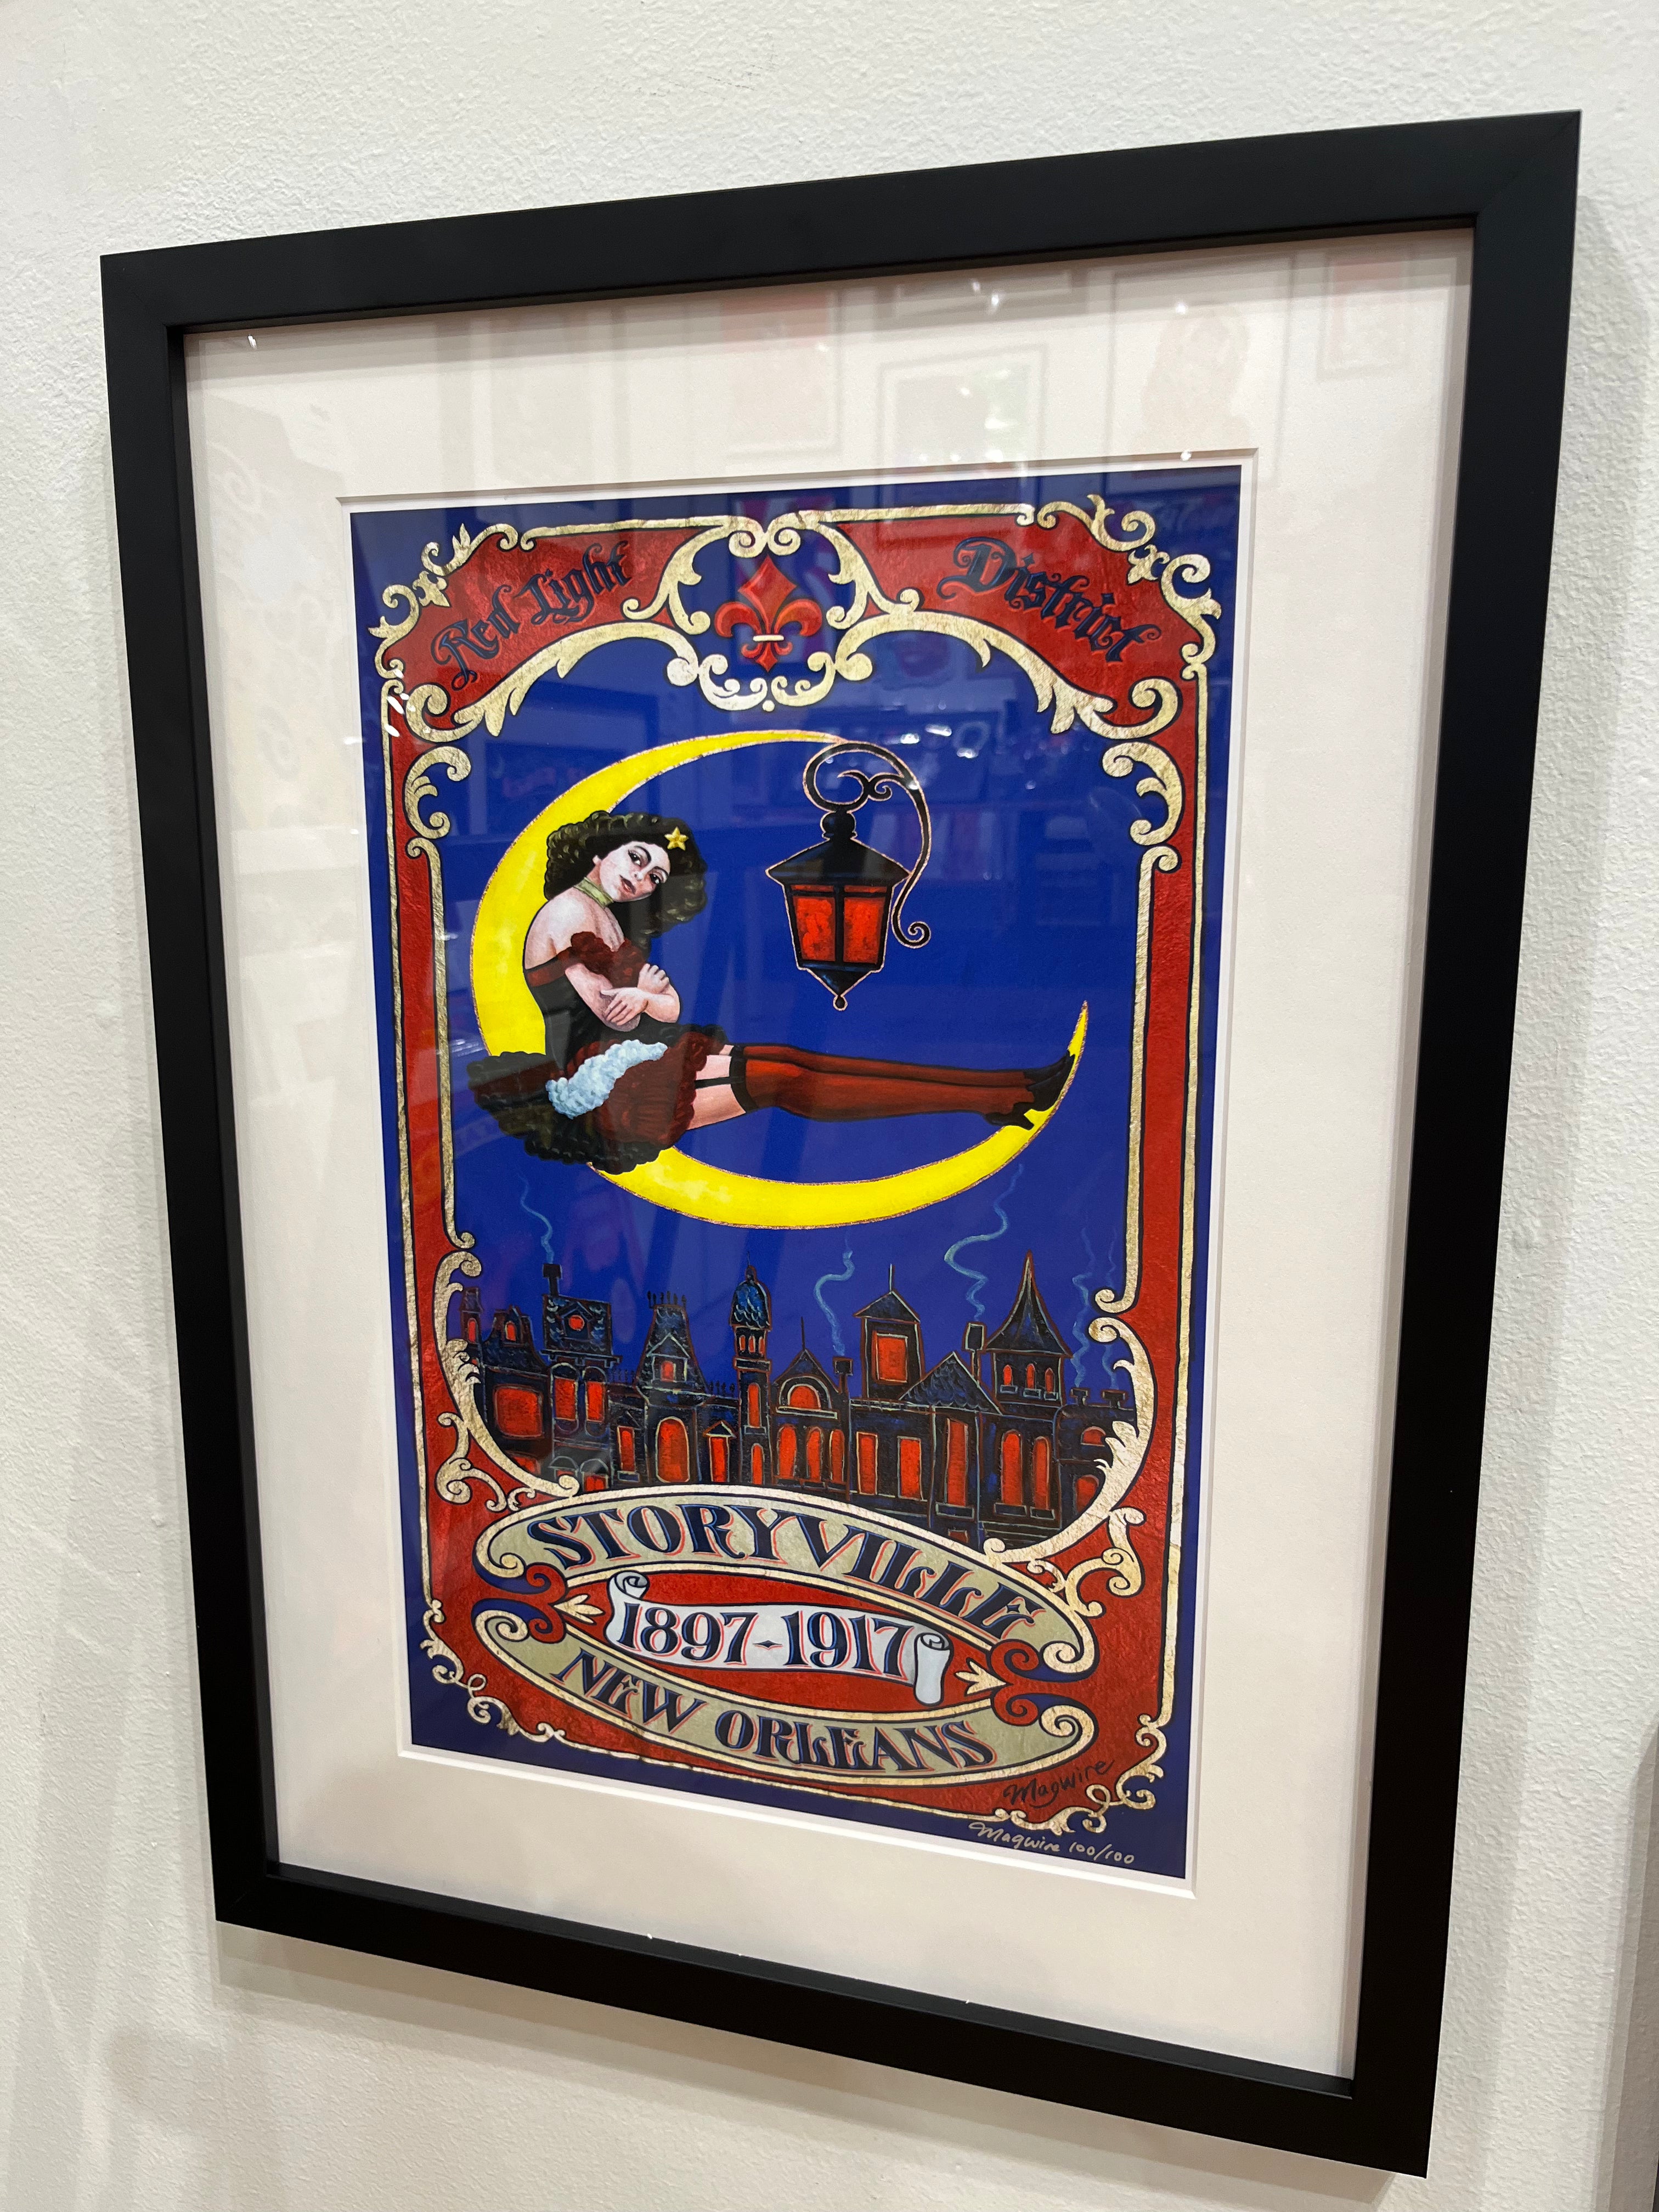 Red Light District
STORYVILLE
1897-1917
NEW ORLEANS
Magwire
Magwire 100/100